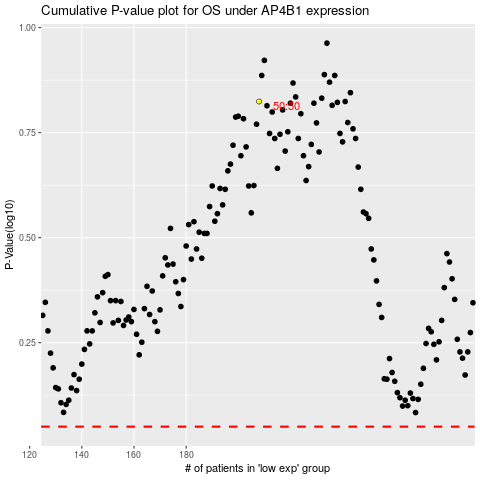 Cumulative P-value plot for OS under AP4B1 expression
1.00
0.75
0.50
0.25
P-Value(log10)
50:50
120 140 160 180
# of patients in 'low exp' group